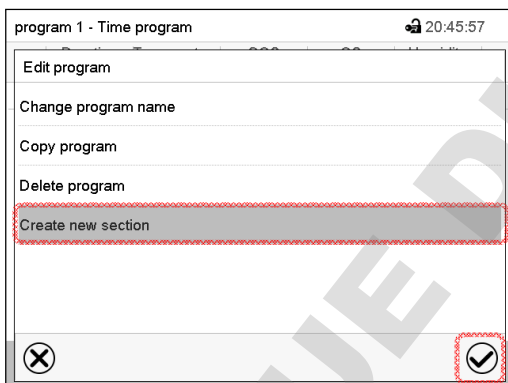 program 1 - Time program 20:45:57
Edit program
Change program name
Copy program
Delete program
Create new section